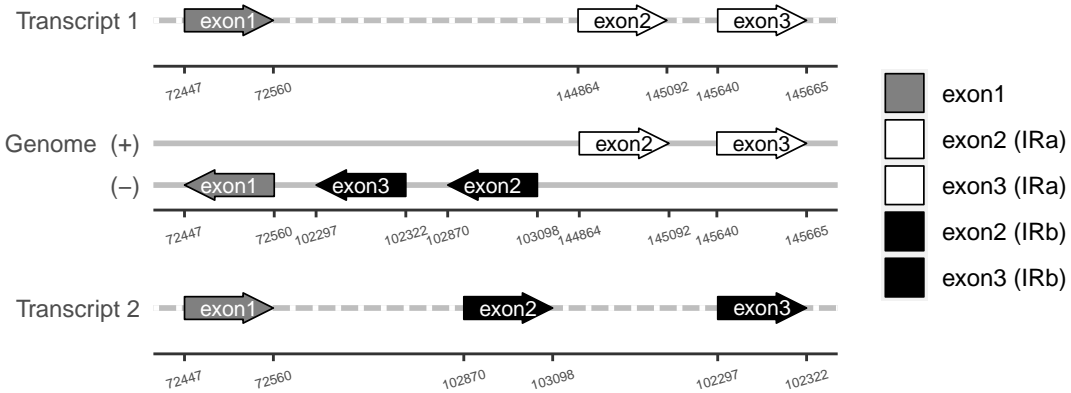 Transcript 1 exon1 exon2 exon3
72447 72560 144864 145092 145640 145665
Genome (+) exon2 exon3
(−) exon1 exon3 exon2
72447 72560 102297 102322 102870 103098 144864 145092 145640 145665
Transcript 2 exon1 exon2 exon3
72447 72560 102870 103098 102297 102322
exon1
exon2 (IRa)
exon3 (IRa)
exon2 (IRb)
exon3 (IRb)